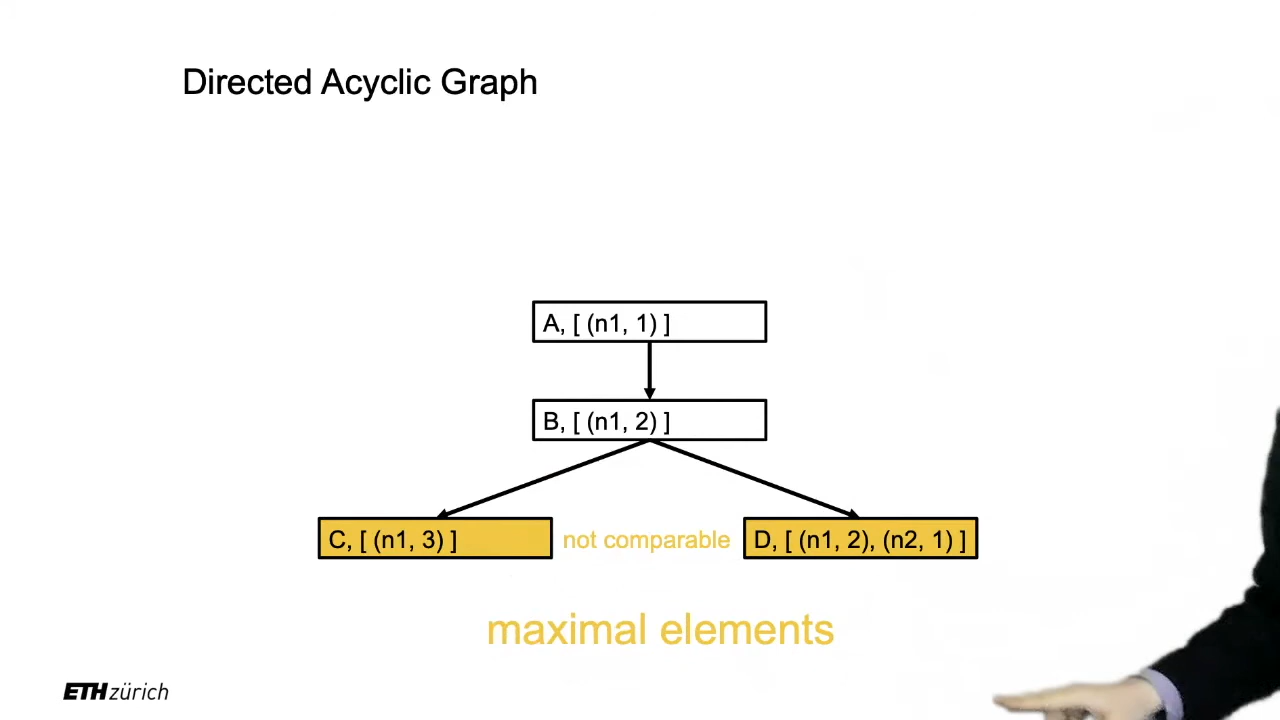 Directed Acyclic Graph
A, [ (n1, 1) ]
B, [ (n1, 2) ]
C, [ (n1, 3) ]
not comparable
D, [ (n1, 2), (n2, 1) ]
maximal elements
ETH zürich